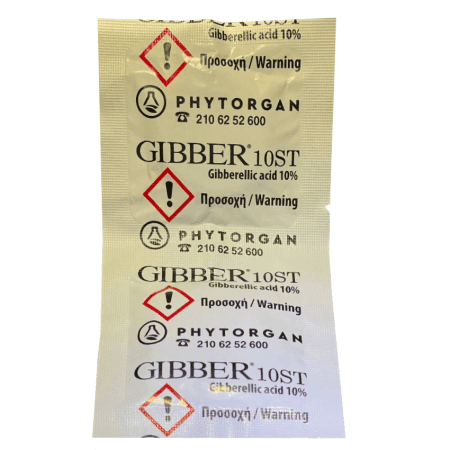 GIBBER 10ST
Gibberellic acid 10%
Προσοχή / Warning
PHYTORGAN
☎ 210 62 52 600
GIBBER® 10ST
Gibberellic acid 10%
Προσοχή / Warning
PHYTORGAN
☎ 210 62 52 600
GIBBER® 10ST
Gibberellic acid 10%
Προσοχή / Warning
PHYTORGAN
☎ 210 62 52 600
GIBBER® 10ST
Gibberellic acid 10%
Προσοχή / Warning